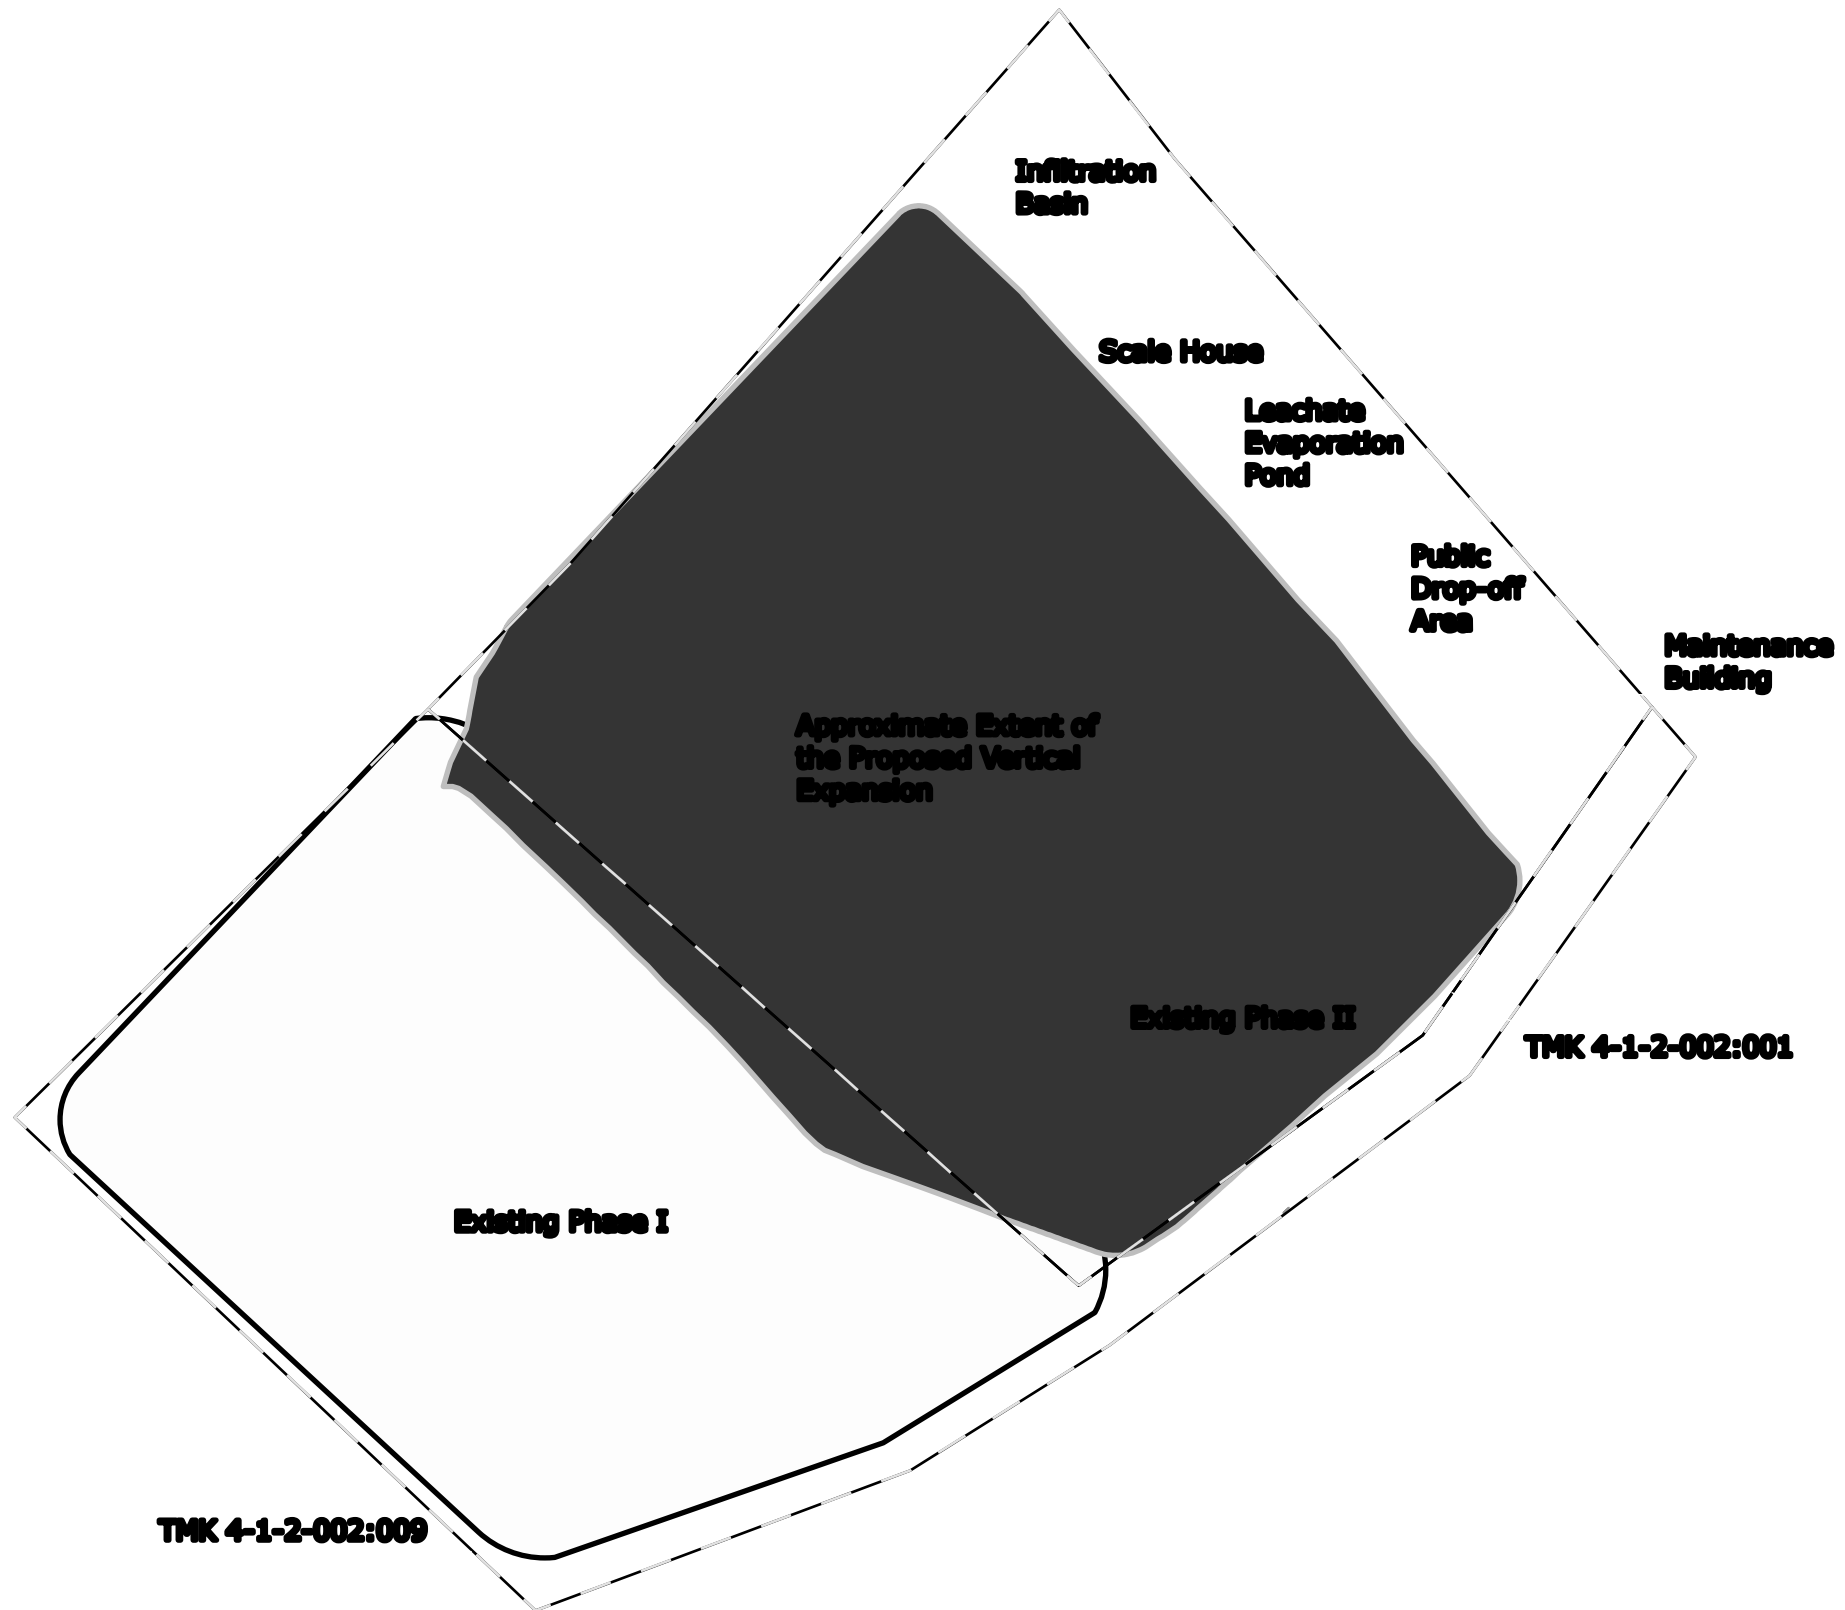 Infiltration
Basin
Scale House
Leachate
Evaporation
Pond
Public
Drop-off
Area
Maintenance
Building
Approximate Extent of
the Proposed Vertical
Expansion
Existing Phase II
TMK 4-1-2-002:001
Existing Phase I
TMK 4-1-2-002:009